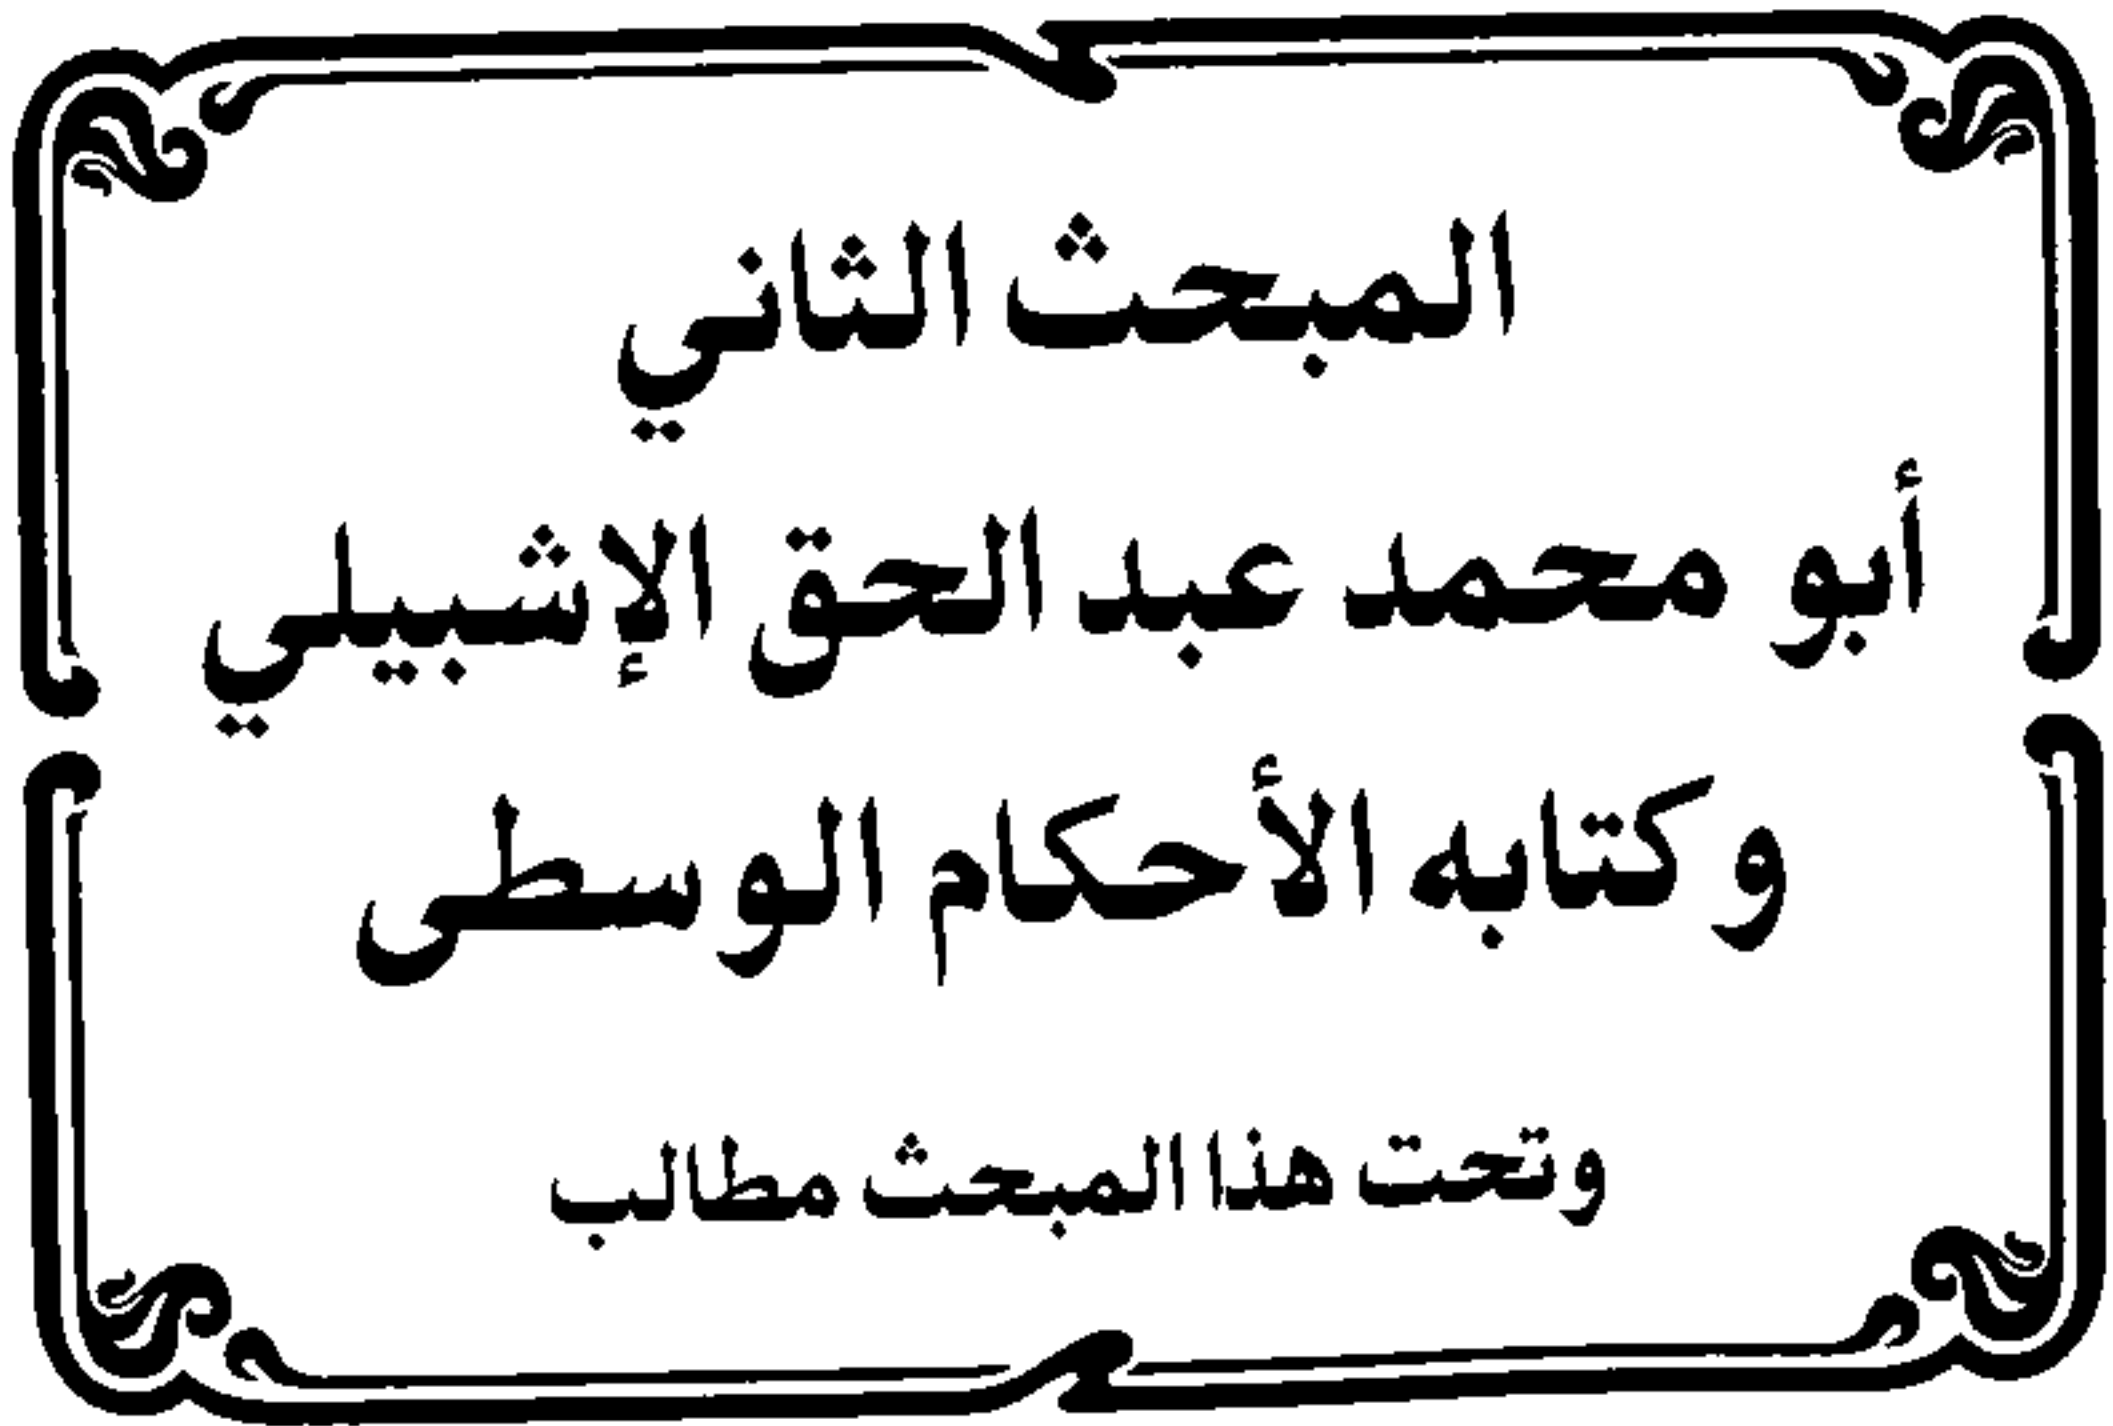 المبحث الثاني
أبو محمد عبد الحق الإشبيلي
وكتابه الأحكام الوسطى
وتحت هذا المبحث مطالب